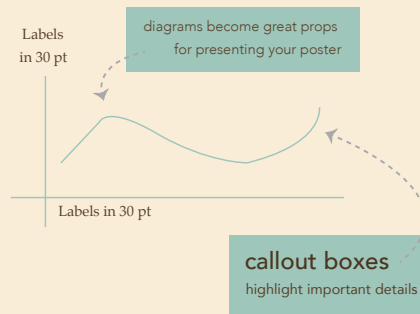 Labels
in 30 pt
diagrams become great props
for presenting your poster
Labels in 30 pt
callout boxes
highlight important details